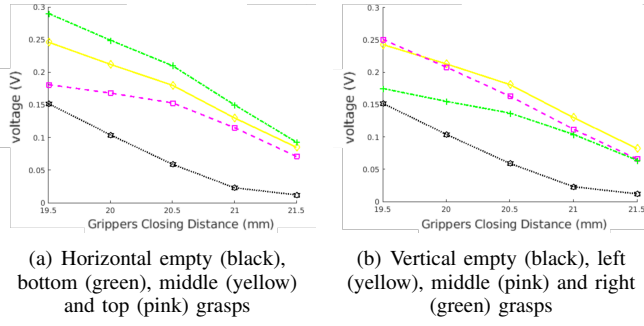 0.3
0.25
0.2
0.15
0.1
0.05
0
voltage (V)
19.5 20 20.5 21 21.5
Grippers Closing Distance (mm)
(a) Horizontal empty (black),
bottom (green), middle (yellow)
and top (pink) grasps
0.3
0.25
0.2
0.15
0.1
0.05
0
voltage (V)
19.5 20 20.5 21 21.5
Grippers Closing Distance (mm)
(b) Vertical empty (black), left
(yellow), middle (pink) and right
(green) grasps